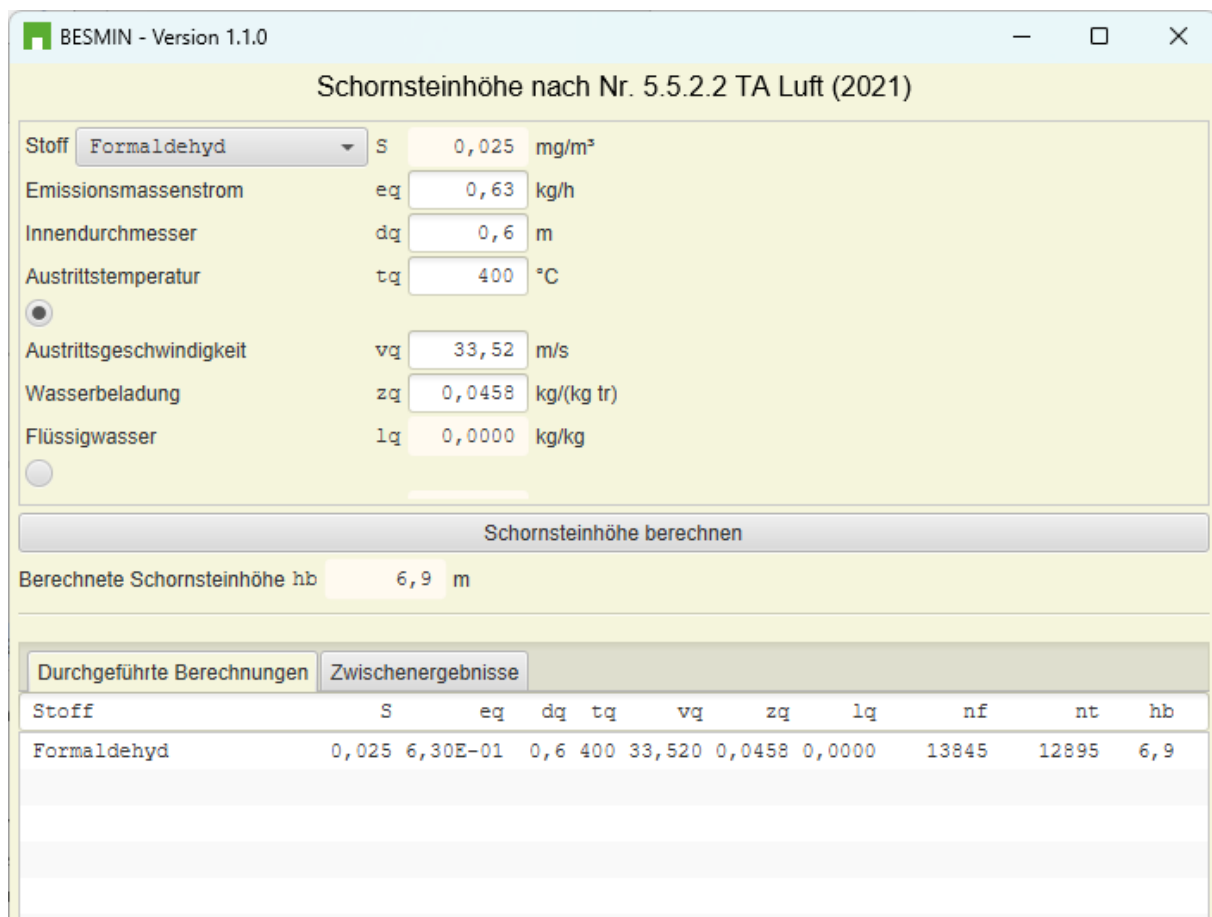 BESMIN - Version 1.1.0
Schornsteinhöhe nach Nr. 5.5.2.2 TA Luft (2021)
Stoff Formaldehyd S 0,025 mg/m³
Emissionsmassenstrom eq 0,63 kg/h
Innendurchmesser dq 0,6 m
Austrittstemperatur tq 400 °C
Austrittsgeschwindigkeit vq 33,52 m/s
Wasserbeladung zq 0,0458 kg/(kg tr)
Flüssigwasser lq 0,0000 kg/kg
Schornsteinhöhe berechnen
Berechnete Schornsteinhöhe hb 6,9 m
Durchgeführte Berechnungen Zwischenergebnisse
Stoff S eq dq tq vq zq lq nf nt hb
Formaldehyd 0,025 6,30E-01 0,6 400 33,520 0,0458 0,0000 13845 12895 6,9